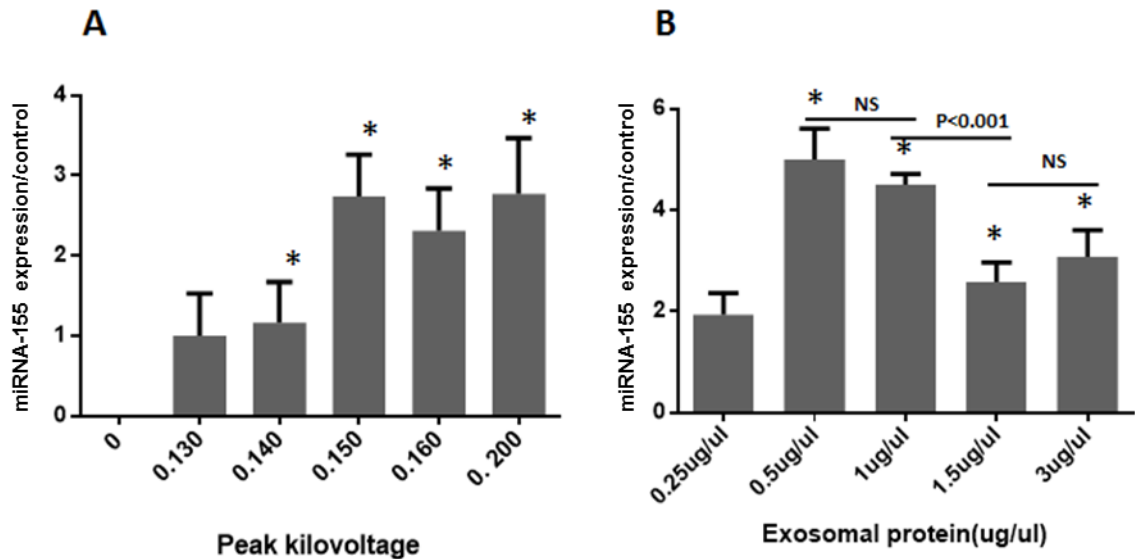 A
miRNA-155 expression/control
4
3
2
1
0
*
*
*
*
0
0.130
0.140
0.150
0.160
0. 200
Peak kilovoltage
B
miRNA-155 expression/control
6
4
2
0
*
NS
*
P<0.001
*
NS
*
0.25ug/ul
0.5ug/ul
1ug/ul
1.5ug/ul
3ug/ul
Exosomal protein(ug/ul)